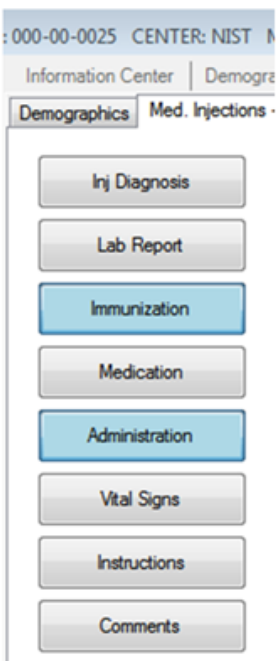 : 000-00-0025 CENTER: NIST
Information Center Demogra
Demographics Med. Injections -
Inj Diagnosis
Lab Report
Immunization
Medication
Administration
Vital Signs
Instructions
Comments